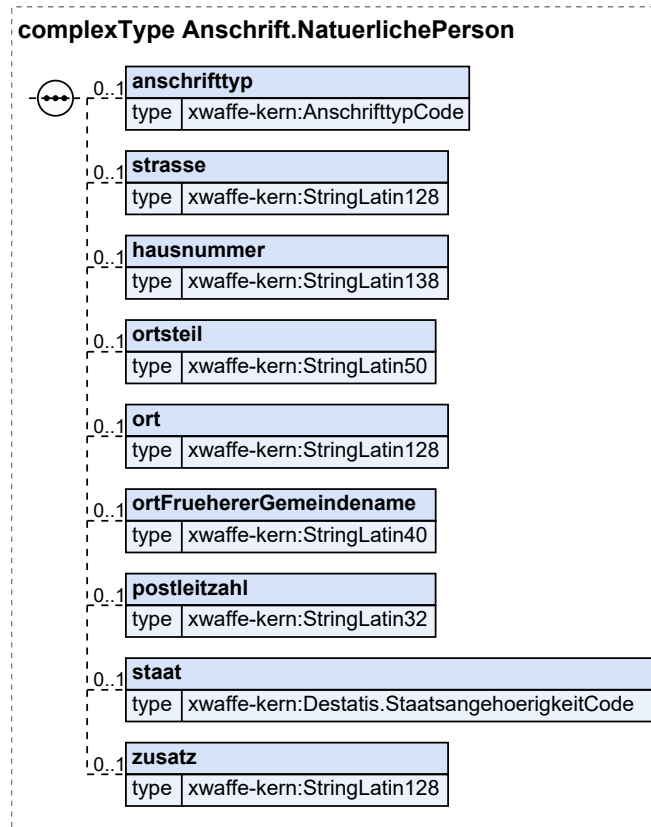 complexType Anschrift.NatuerlichePerson
0..1 anschrifttyp
type xwaffe-kern:AnschrifttypCode
0..1 strasse
type xwaffe-kern:StringLatin128
0..1 hausnummer
type xwaffe-kern:StringLatin138
0..1 ortsteil
type xwaffe-kern:StringLatin50
0..1 ort
type xwaffe-kern:StringLatin128
0..1 ortFruehererGemeindename
type xwaffe-kern:StringLatin40
0..1 postleitzahl
type xwaffe-kern:StringLatin32
0..1 staat
type xwaffe-kern:Destatis.StaatsangehoerigkeitCode
0..1 zusatz
type xwaffe-kern:StringLatin128